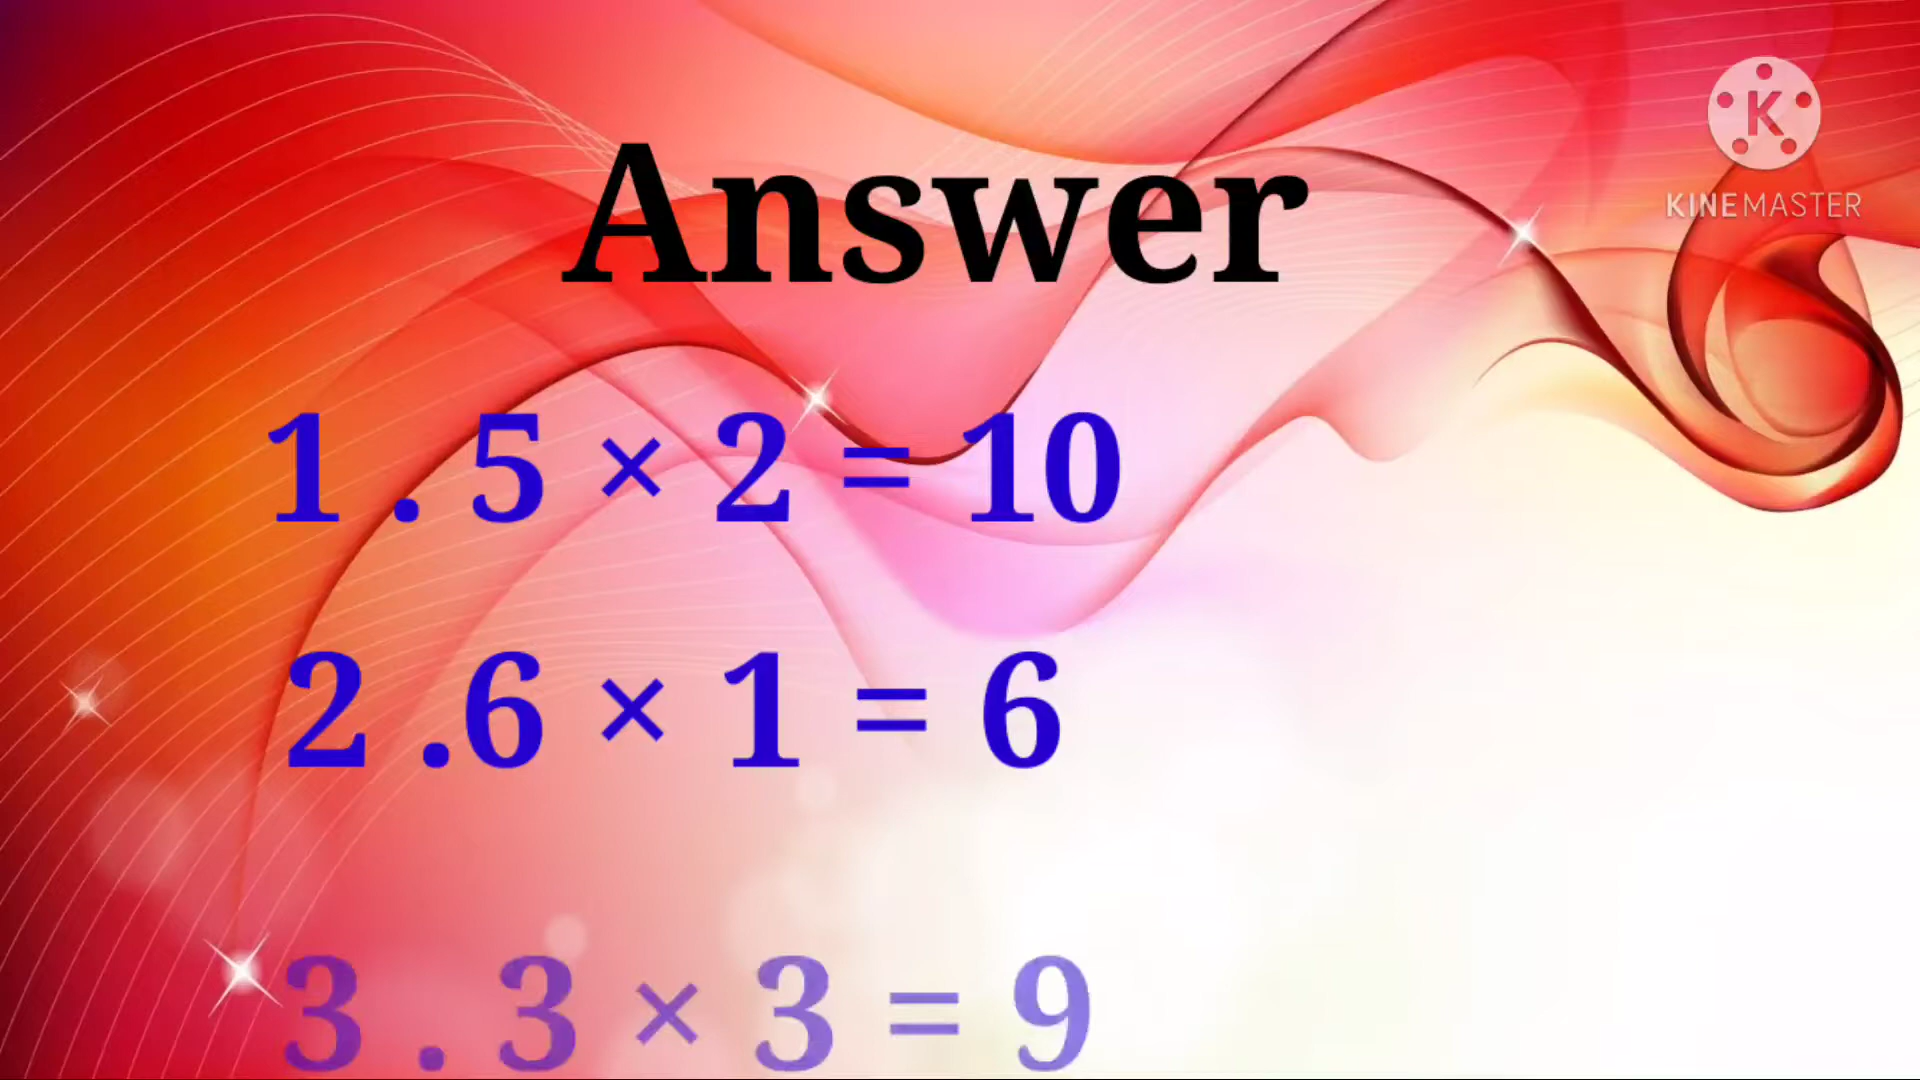 Answer
K
KINEMASTER
1 . 5 × 2 = 10
2 .6 × 1 = 6
3 . 3 × 3 = 9